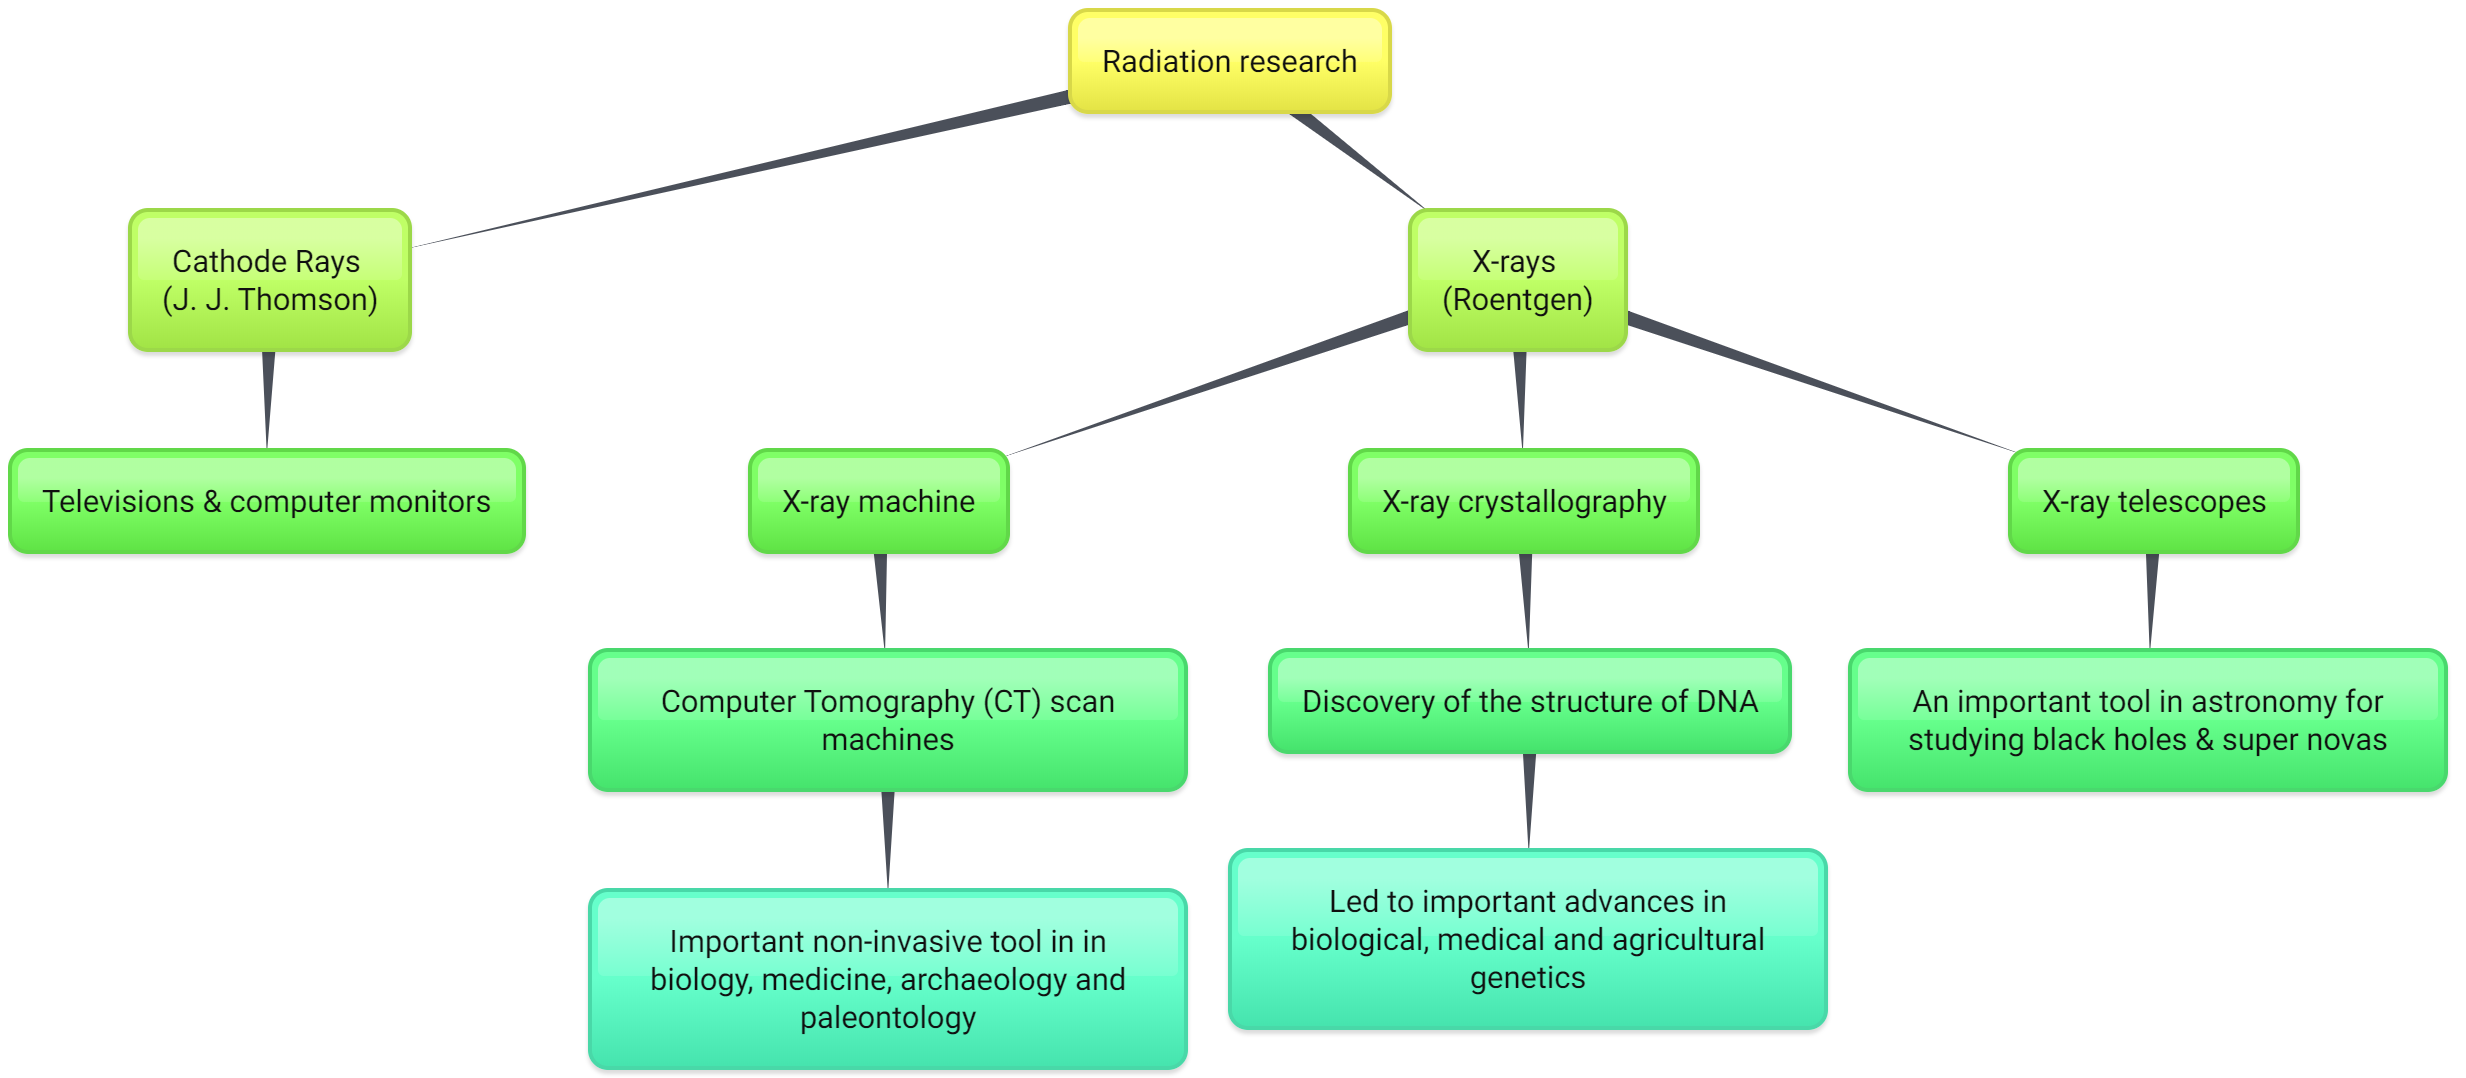 Radiation research
Cathode Rays
(J. J. Thomson)
X-rays
(Roentgen)
Televisions & computer monitors
X-ray machine
X-ray crystallography
X-ray telescopes
Computer Tomography (CT) scan
machines
Discovery of the structure of DNA
An important tool in astronomy for
studying black holes & super novas
Important non-invasive tool in in
biology, medicine, archaeology and
paleontology
Led to important advances in
biological, medical and agricultural
genetics